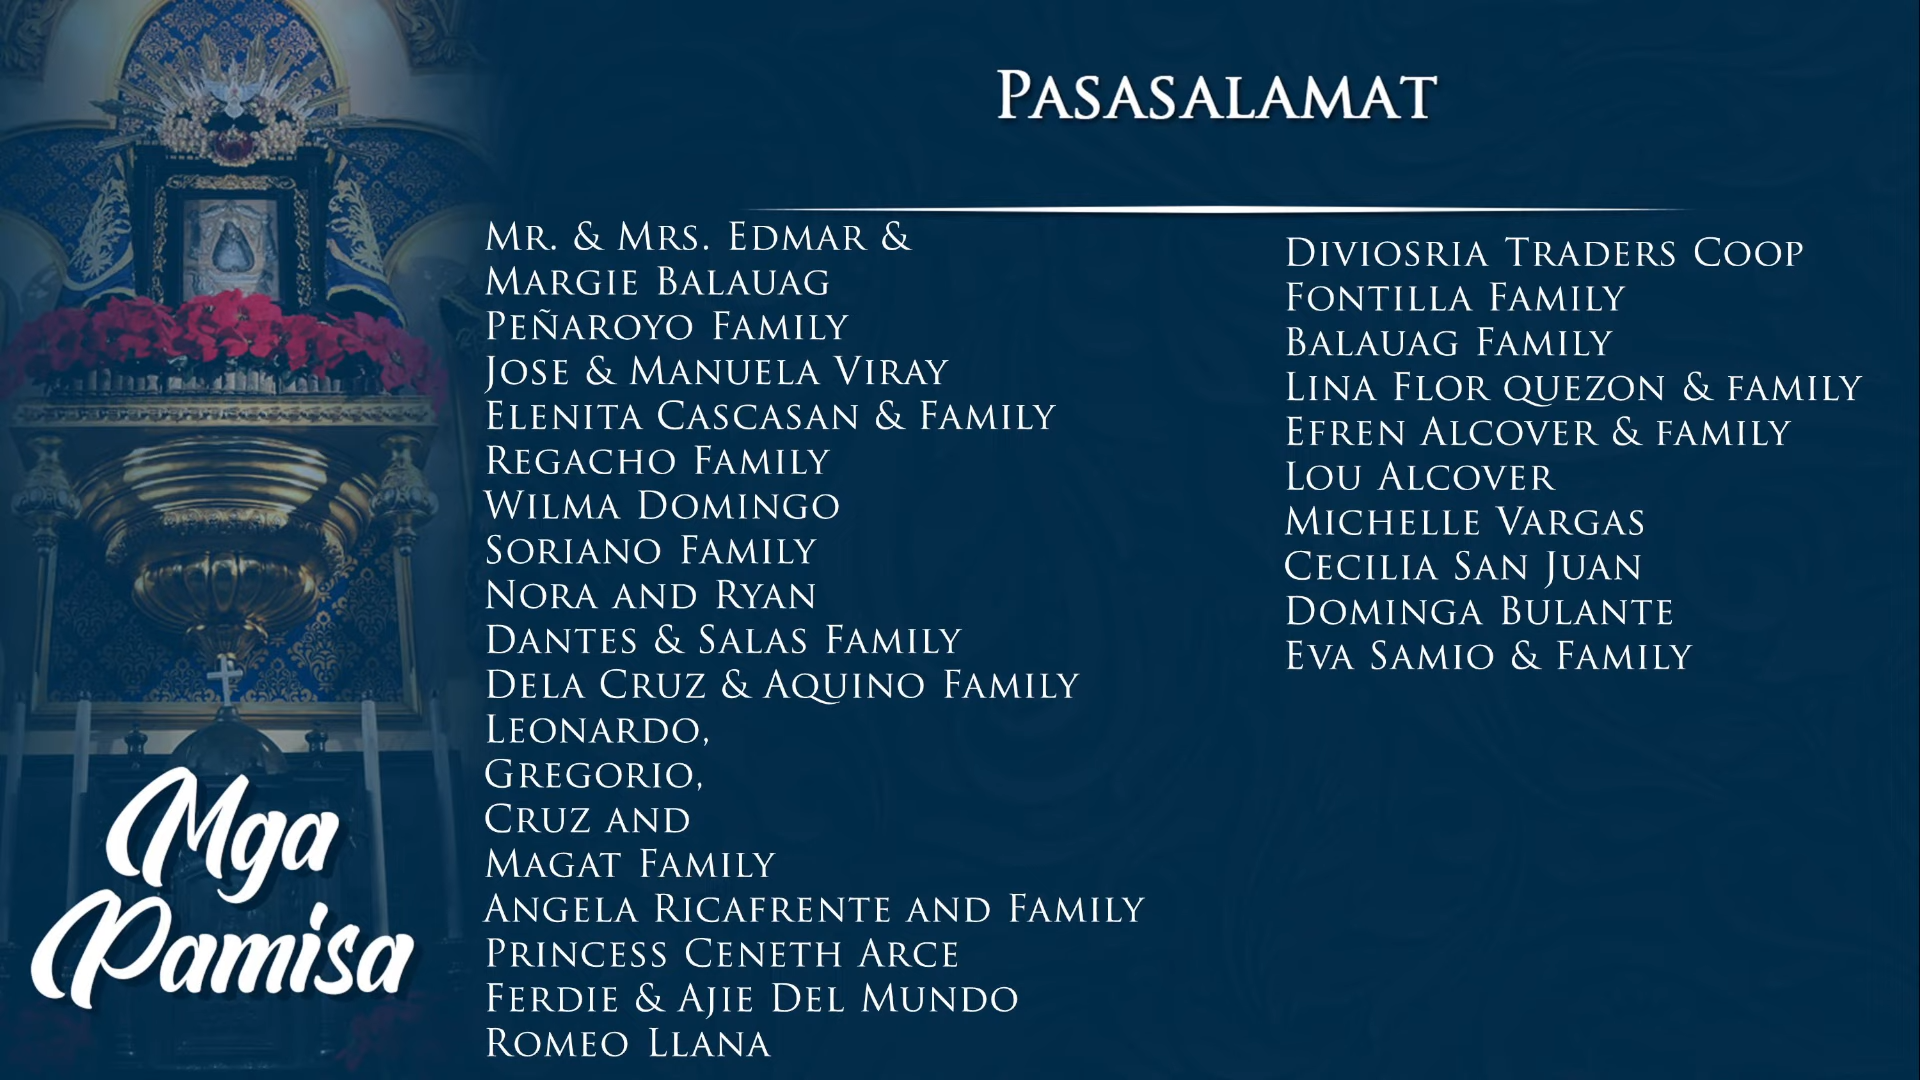 Pasasalamat
Mr. & Mrs. Edmar &
Margie Balauag
Peñaroyo Family
Jose & Manuela Viray
Elenita Cascasan & Family
Regacho Family
Wilma Domingo
Soriano Family
Nora and Ryan
Dantes & Salas Family
Dela Cruz & Aquino Family
Leonardo,
Gregorio,
Cruz and
Magat Family
Angela Ricafrente and Family
Princess Ceneth Arce
Ferdie & Ajie Del Mundo
Romeo Llana
Diviosria Traders Coop
Fontilla Family
Balauag Family
Lina Flor quezon & family
Efren Alcover & family
Lou Alcover
Michelle Vargas
Cecilia San Juan
Dominga Bulante
Eva Samio & Family
Mga
Pamisa